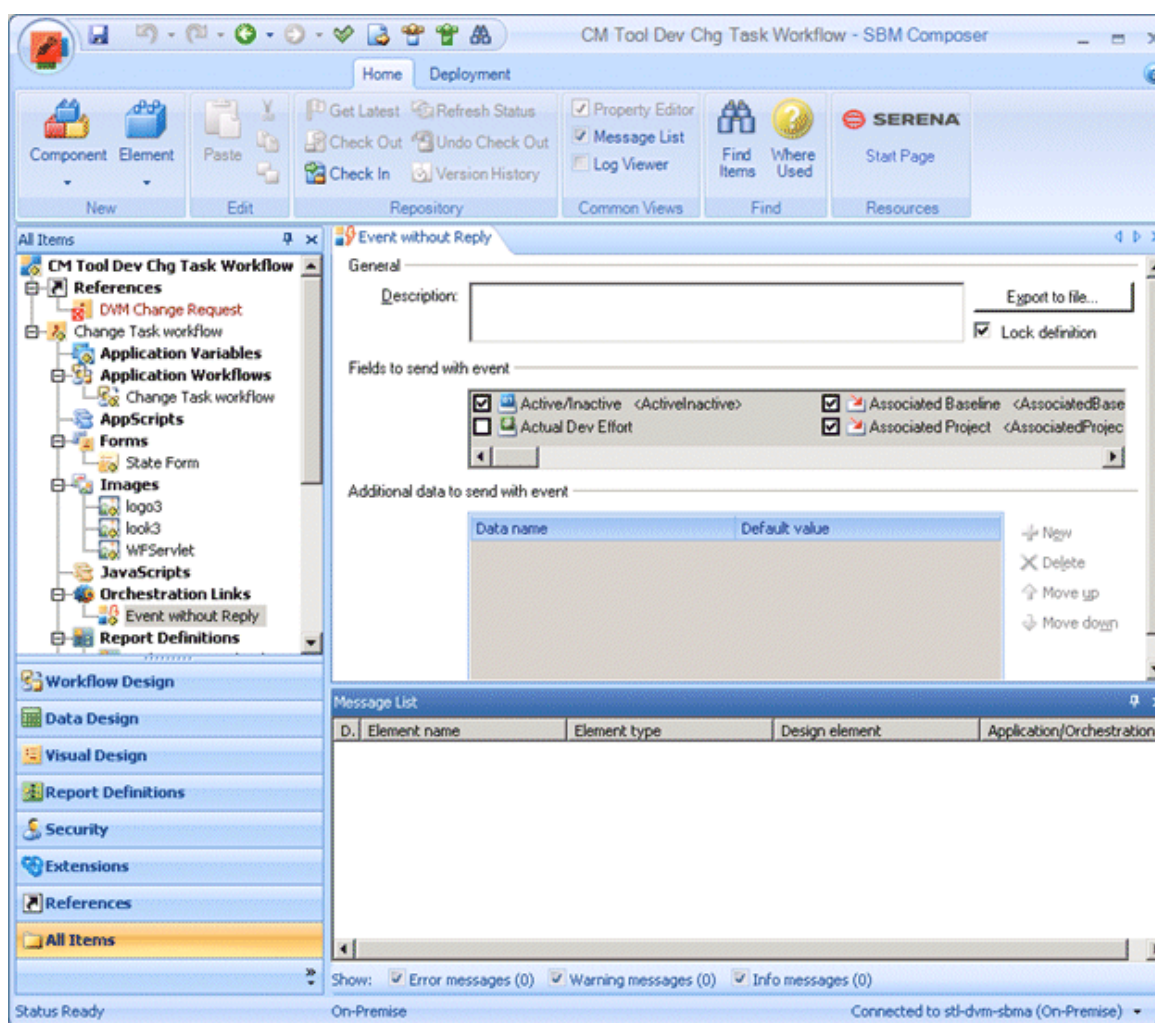 CM Tool Dev Chg Task Workflow - SBM Composer
Home Deployment
Component Element
New
Paste
Edit
Get Latest Refresh Status
Check Out Undo Check Out
Check In Version History
Repository
Property Editor
Message List
Log Viewer
Common Views
Find Items
Where Used
Find
SERENA
Start Page
Resources
All Items
CM Tool Dev Chg Task Workflow
References
DVM Change Request
Change Task workflow
Application Variables
Application Workflows
Change Task workflow
AppScripts
Forms
State Form
Images
logo3
look3
WFServlet
JavaScripts
Orchestration Links
Event without Reply
Report Definitions
Workflow Design
Data Design
Visual Design
Report Definitions
Security
Extensions
References
All Items
Event without Reply
General
Description:
Export to file...
Lock definition
Fields to send with event
Active/Inactive <ActiveInactive> Associated Baseline <AssociatedBase
Actual Dev Effort Associated Project <AssociatedProjec
Additional data to send with event
Data name Default value
New
Delete
Move up
Move down
Message List
D. Element name Element type Design element Application/Orchestration
Show: Error messages (0) Warning messages (0) Info messages (0)
Status Ready On-Premise Connected to stl-dvm-sbma (On-Premise)